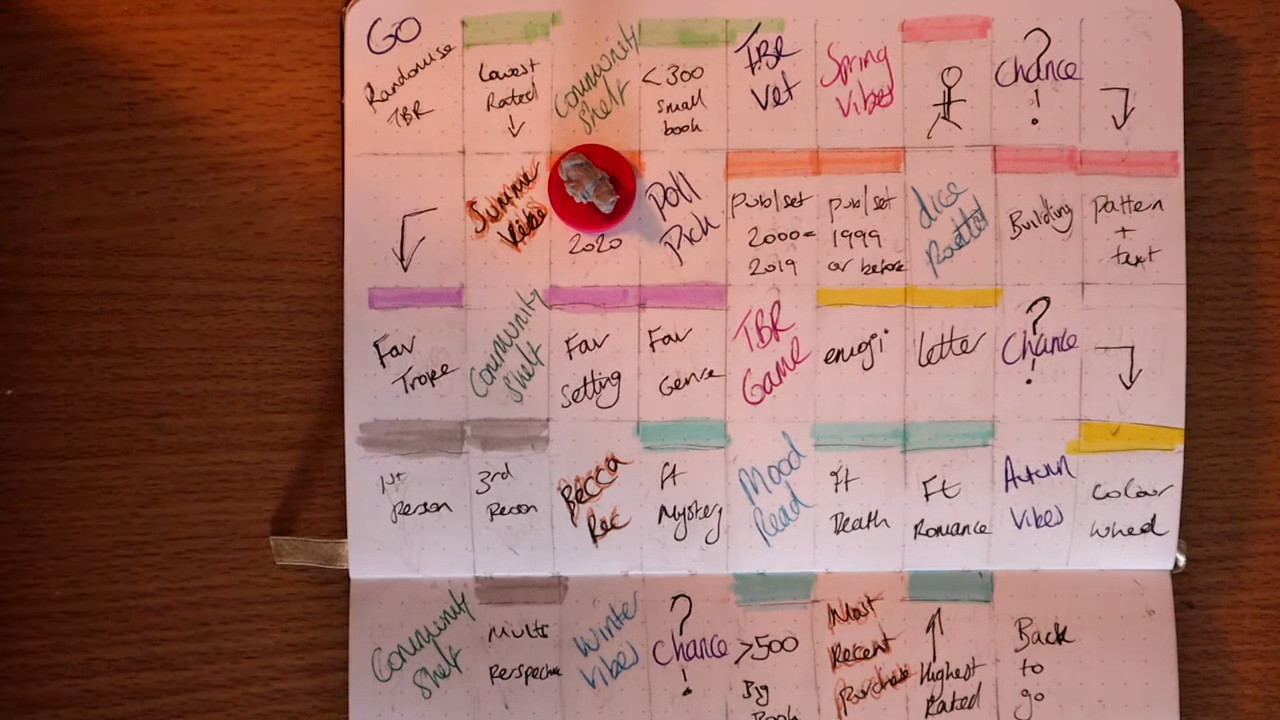 GO
Randomise
TBR
Lowest
Rated
Community
Shelf
<300
small
book
TBR
Vet
Spring
Vibes
?
Chance
!
Summer
Vibes
2020
Poll
Pick
pub/set
2000-
2019
pub/set
1999
or before
dice
Building
pattern
+
text
Fav
Trope
Community
Shelf
Fav
Setting
Fav
Genre
TBR
GAME
emoji
letter
?
Chance
!
1st
Person
3rd
Person
Becca
Rec
ft
Mystery
Mood
Read
ft
Death
Ft
Romance
Autumn
Vibes
Colour
Wheel
Community
Shelf
Multi
Perspective
Winter
Vibes
?
Chance
!
>500
Big
Book
Most
Recent
Purchase
Highest
Rated
Back
to
go